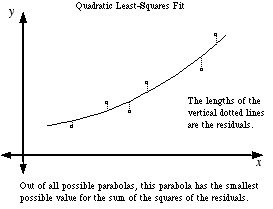 Quadratic Least-Squares Fit
y
The lengths of the
vertical dotted lines
are the residuals.
x
Out of all possible parabolas, this parabola has the smallest
possible value for the sum of the squares of the residuals.